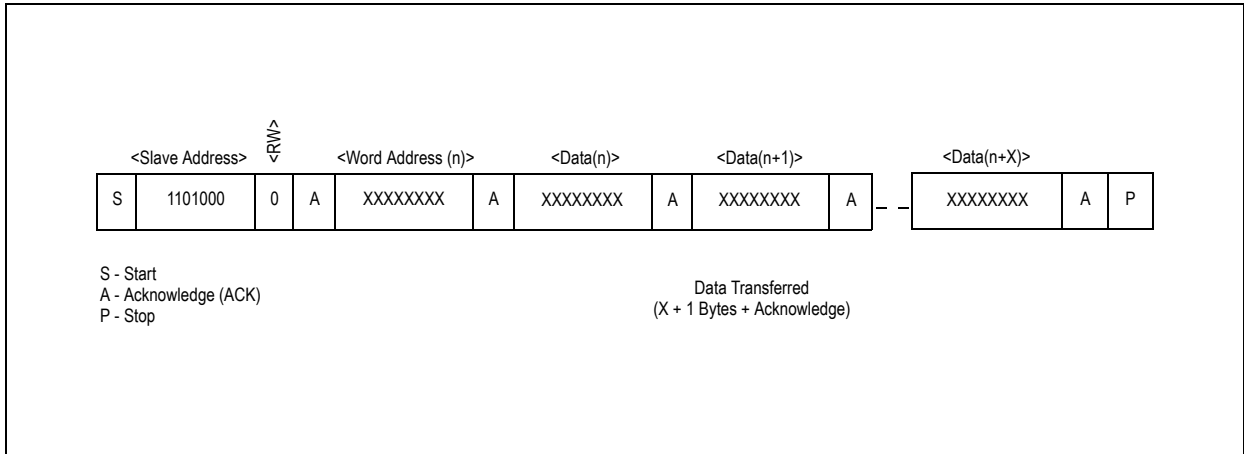 <RW>
<Slave Address> <Word Address (n)> <Data(n)> <Data(n+1)> <Data(n+X)>
S 1101000 0 A XXXXXXXX A XXXXXXXX A XXXXXXXX A XXXXXXXX A P
S - Start
A - Acknowledge (ACK)
P - Stop
Data Transferred
(X + 1 Bytes + Acknowledge)